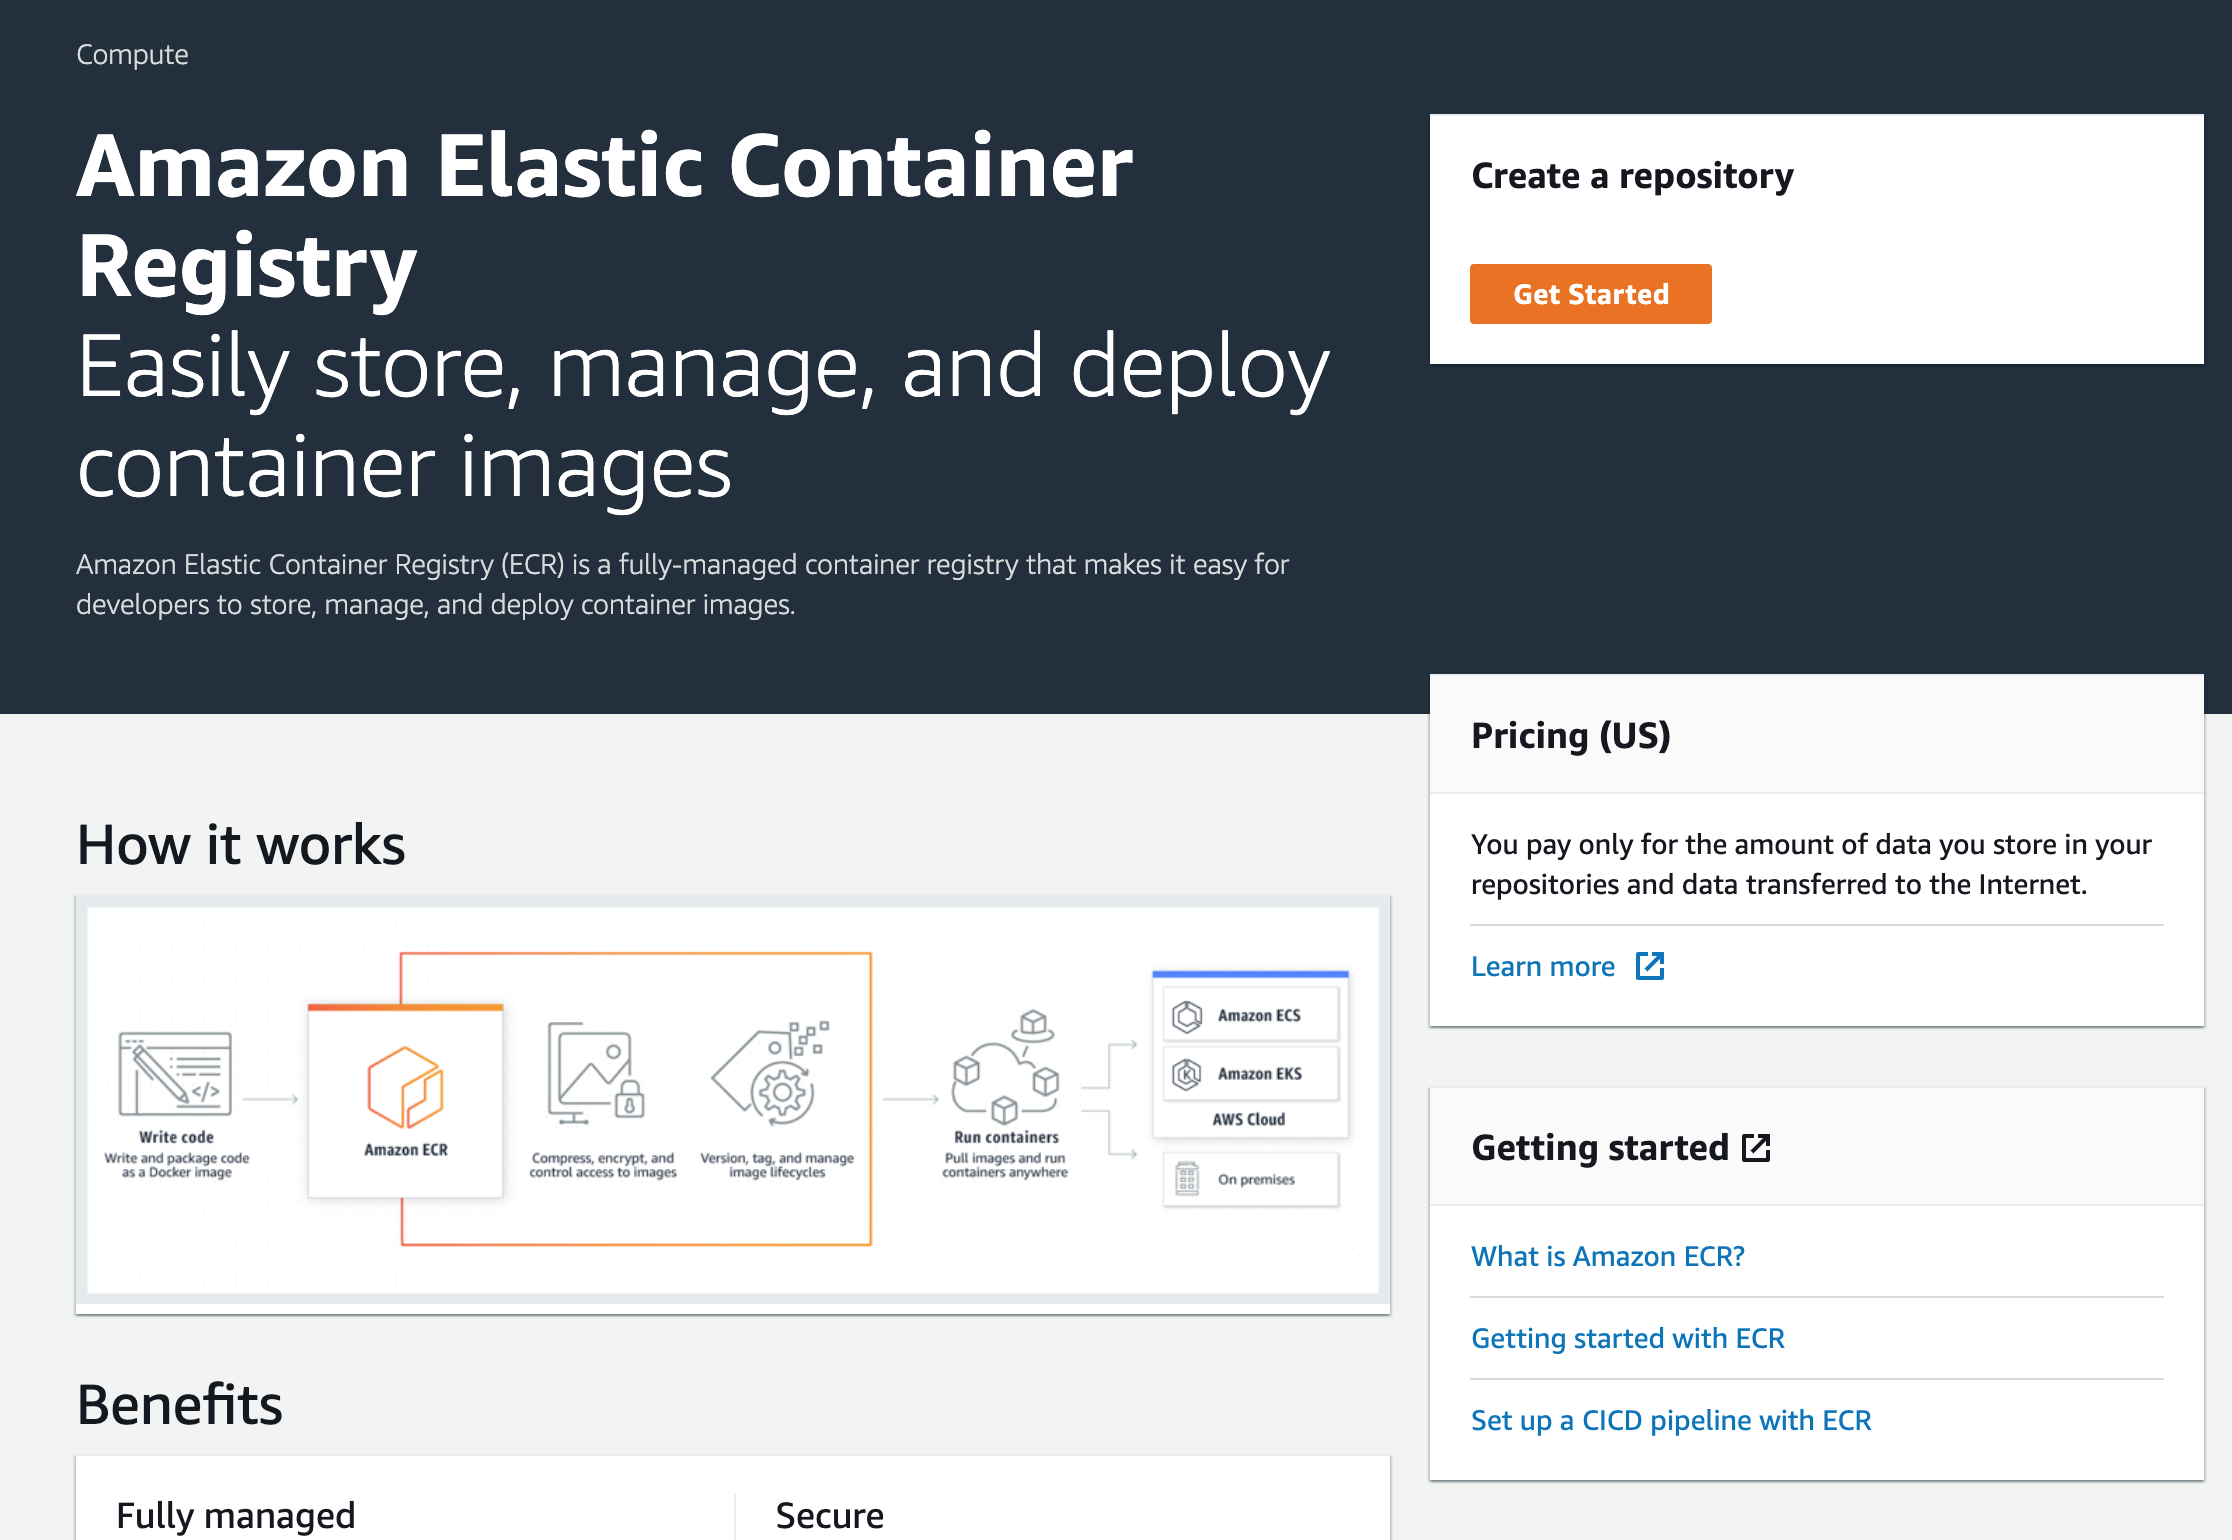 Compute
Amazon Elastic Container
Registry
Easily store, manage, and deploy
container images
Amazon Elastic Container Registry (ECR) is a fully-managed container registry that makes it easy for
developers to store, manage, and deploy container images.
Create a repository
Get Started
Pricing (US)
You pay only for the amount of data you store in your
repositories and data transferred to the Internet.
Learn more
Getting started
What is Amazon ECR?
Getting started with ECR
Set up a CICD pipeline with ECR
How it works
</>
Write code
Write and package code
as a Docker image
Amazon ECR
Compress, encrypt, and
control access to images
Version, tag, and manage
image lifecycles
Run containers
Pull images and run
containers anywhere
Amazon ECS
K
Amazon EKS
AWS Cloud
On premises
Benefits
Fully managed
Secure